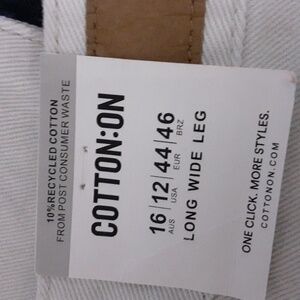 10% RECYCLED COTTON
FROM POST CONSUMER WASTE
COTTON:ON
16 | 12 | 44 | 46
AUS USA EUR BRZ
LONG WIDE LEG
ONE CLICK. MORE STYLES.
COTTONON.COM